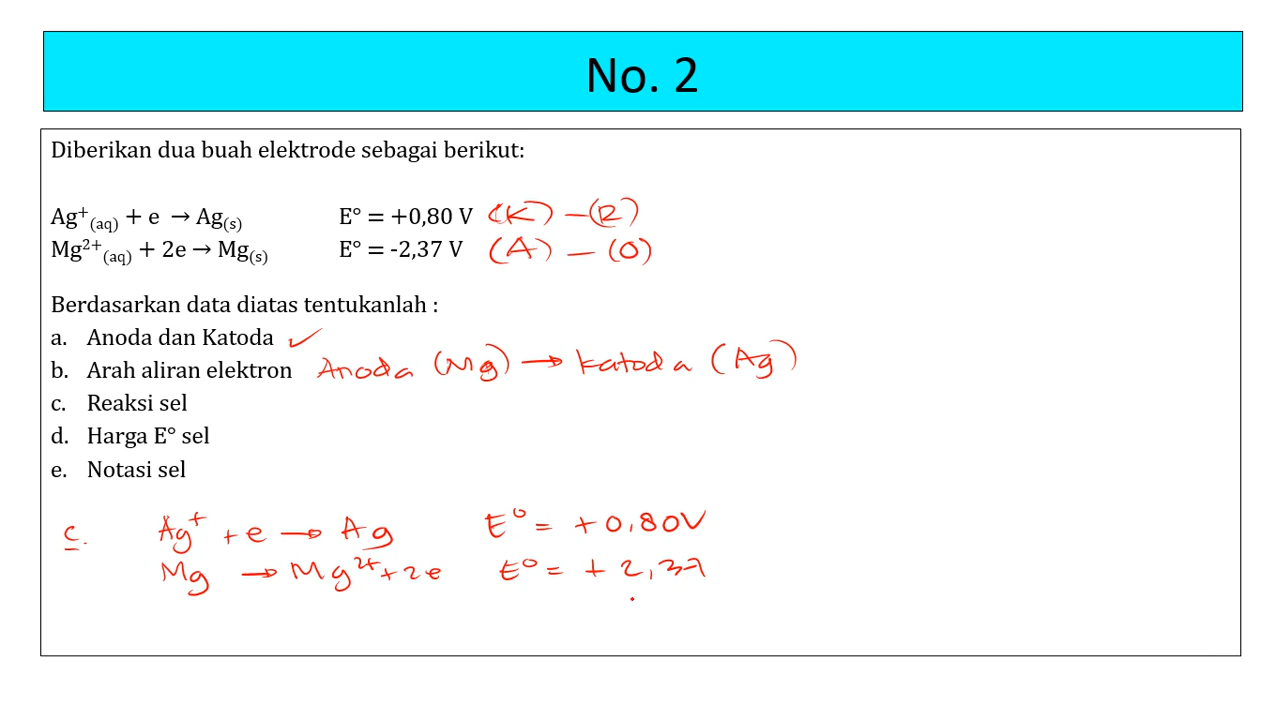 No. 2
Diberikan dua buah elektrode sebagai berikut:
Ag⁺(aq) + e → Ag(s) E° = +0,80 V (K) – (R)
Mg²⁺(aq) + 2e → Mg(s) E° = -2,37 V (A) – (O)
Berdasarkan data diatas tentukanlah :
a. Anoda dan Katoda ✓
b. Arah aliran elektron Anoda (Mg) → Katoda (Ag)
c. Reaksi sel
d. Harga E° sel
e. Notasi sel
c. Ag⁺ + e → Ag E° = +0,80V
Mg → Mg²⁺ + 2e E° = + 2,37